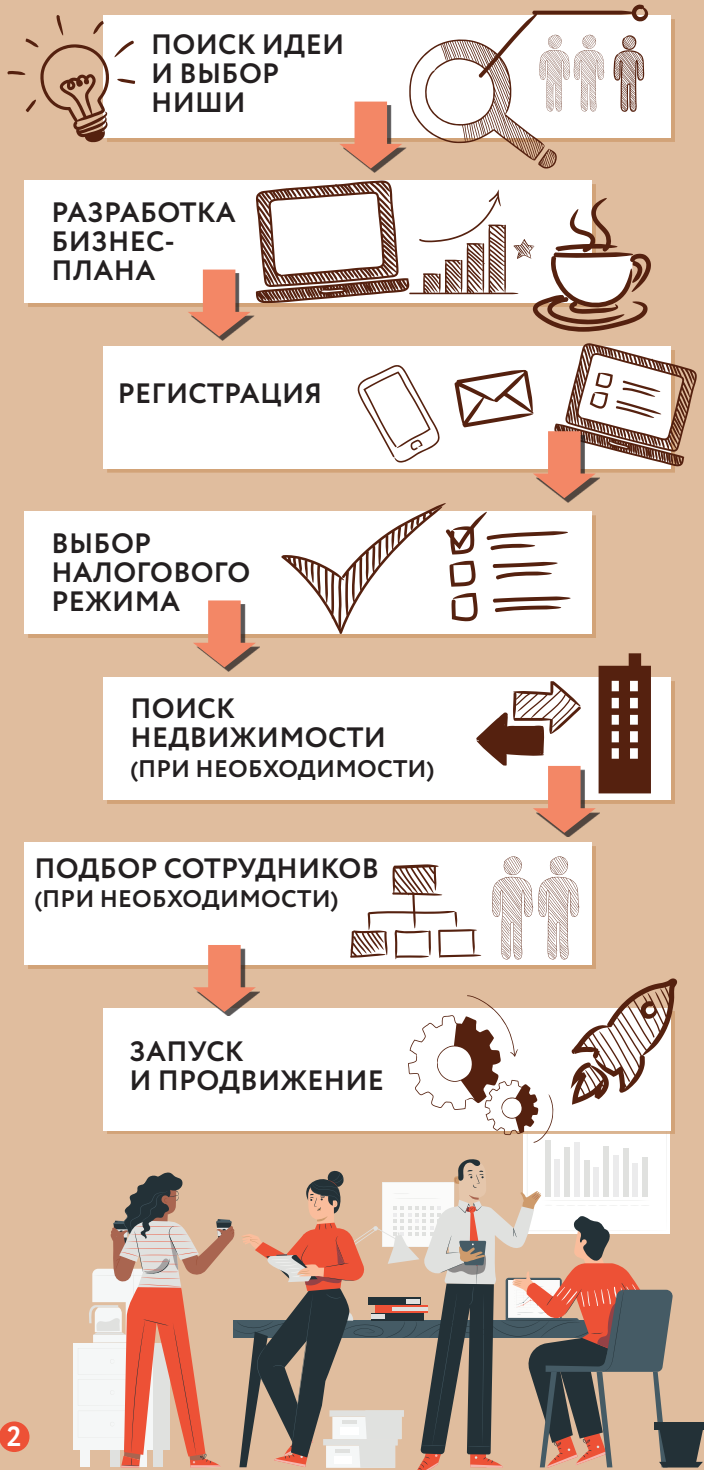 ПОИСК ИДЕИ
И ВЫБОР
НИШИ
РАЗРАБОТКА
БИЗНЕС-
ПЛАНА
РЕГИСТРАЦИЯ
ВЫБОР
НАЛОГОВОГО
РЕЖИМА
ПОИСК
НЕДВИЖИМОСТИ
(ПРИ НЕОБХОДИМОСТИ)
ПОДБОР СОТРУДНИКОВ
(ПРИ НЕОБХОДИМОСТИ)
ЗАПУСК
И ПРОДВИЖЕНИЕ
2